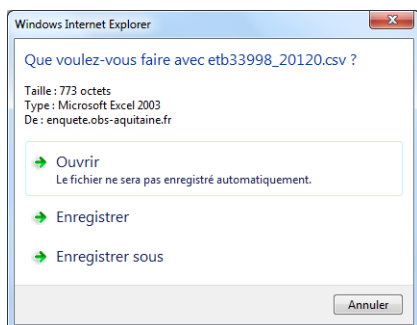 Windows Internet Explorer
Que voulez-vous faire avec etb33998_20120.csv ?
Taille : 773 octets
Type : Microsoft Excel 2003
De : enquete.obs-aquitaine.fr
Ouvrir
Le fichier ne sera pas enregistré automatiquement.
Enregistrer
Enregistrer sous
Annuler